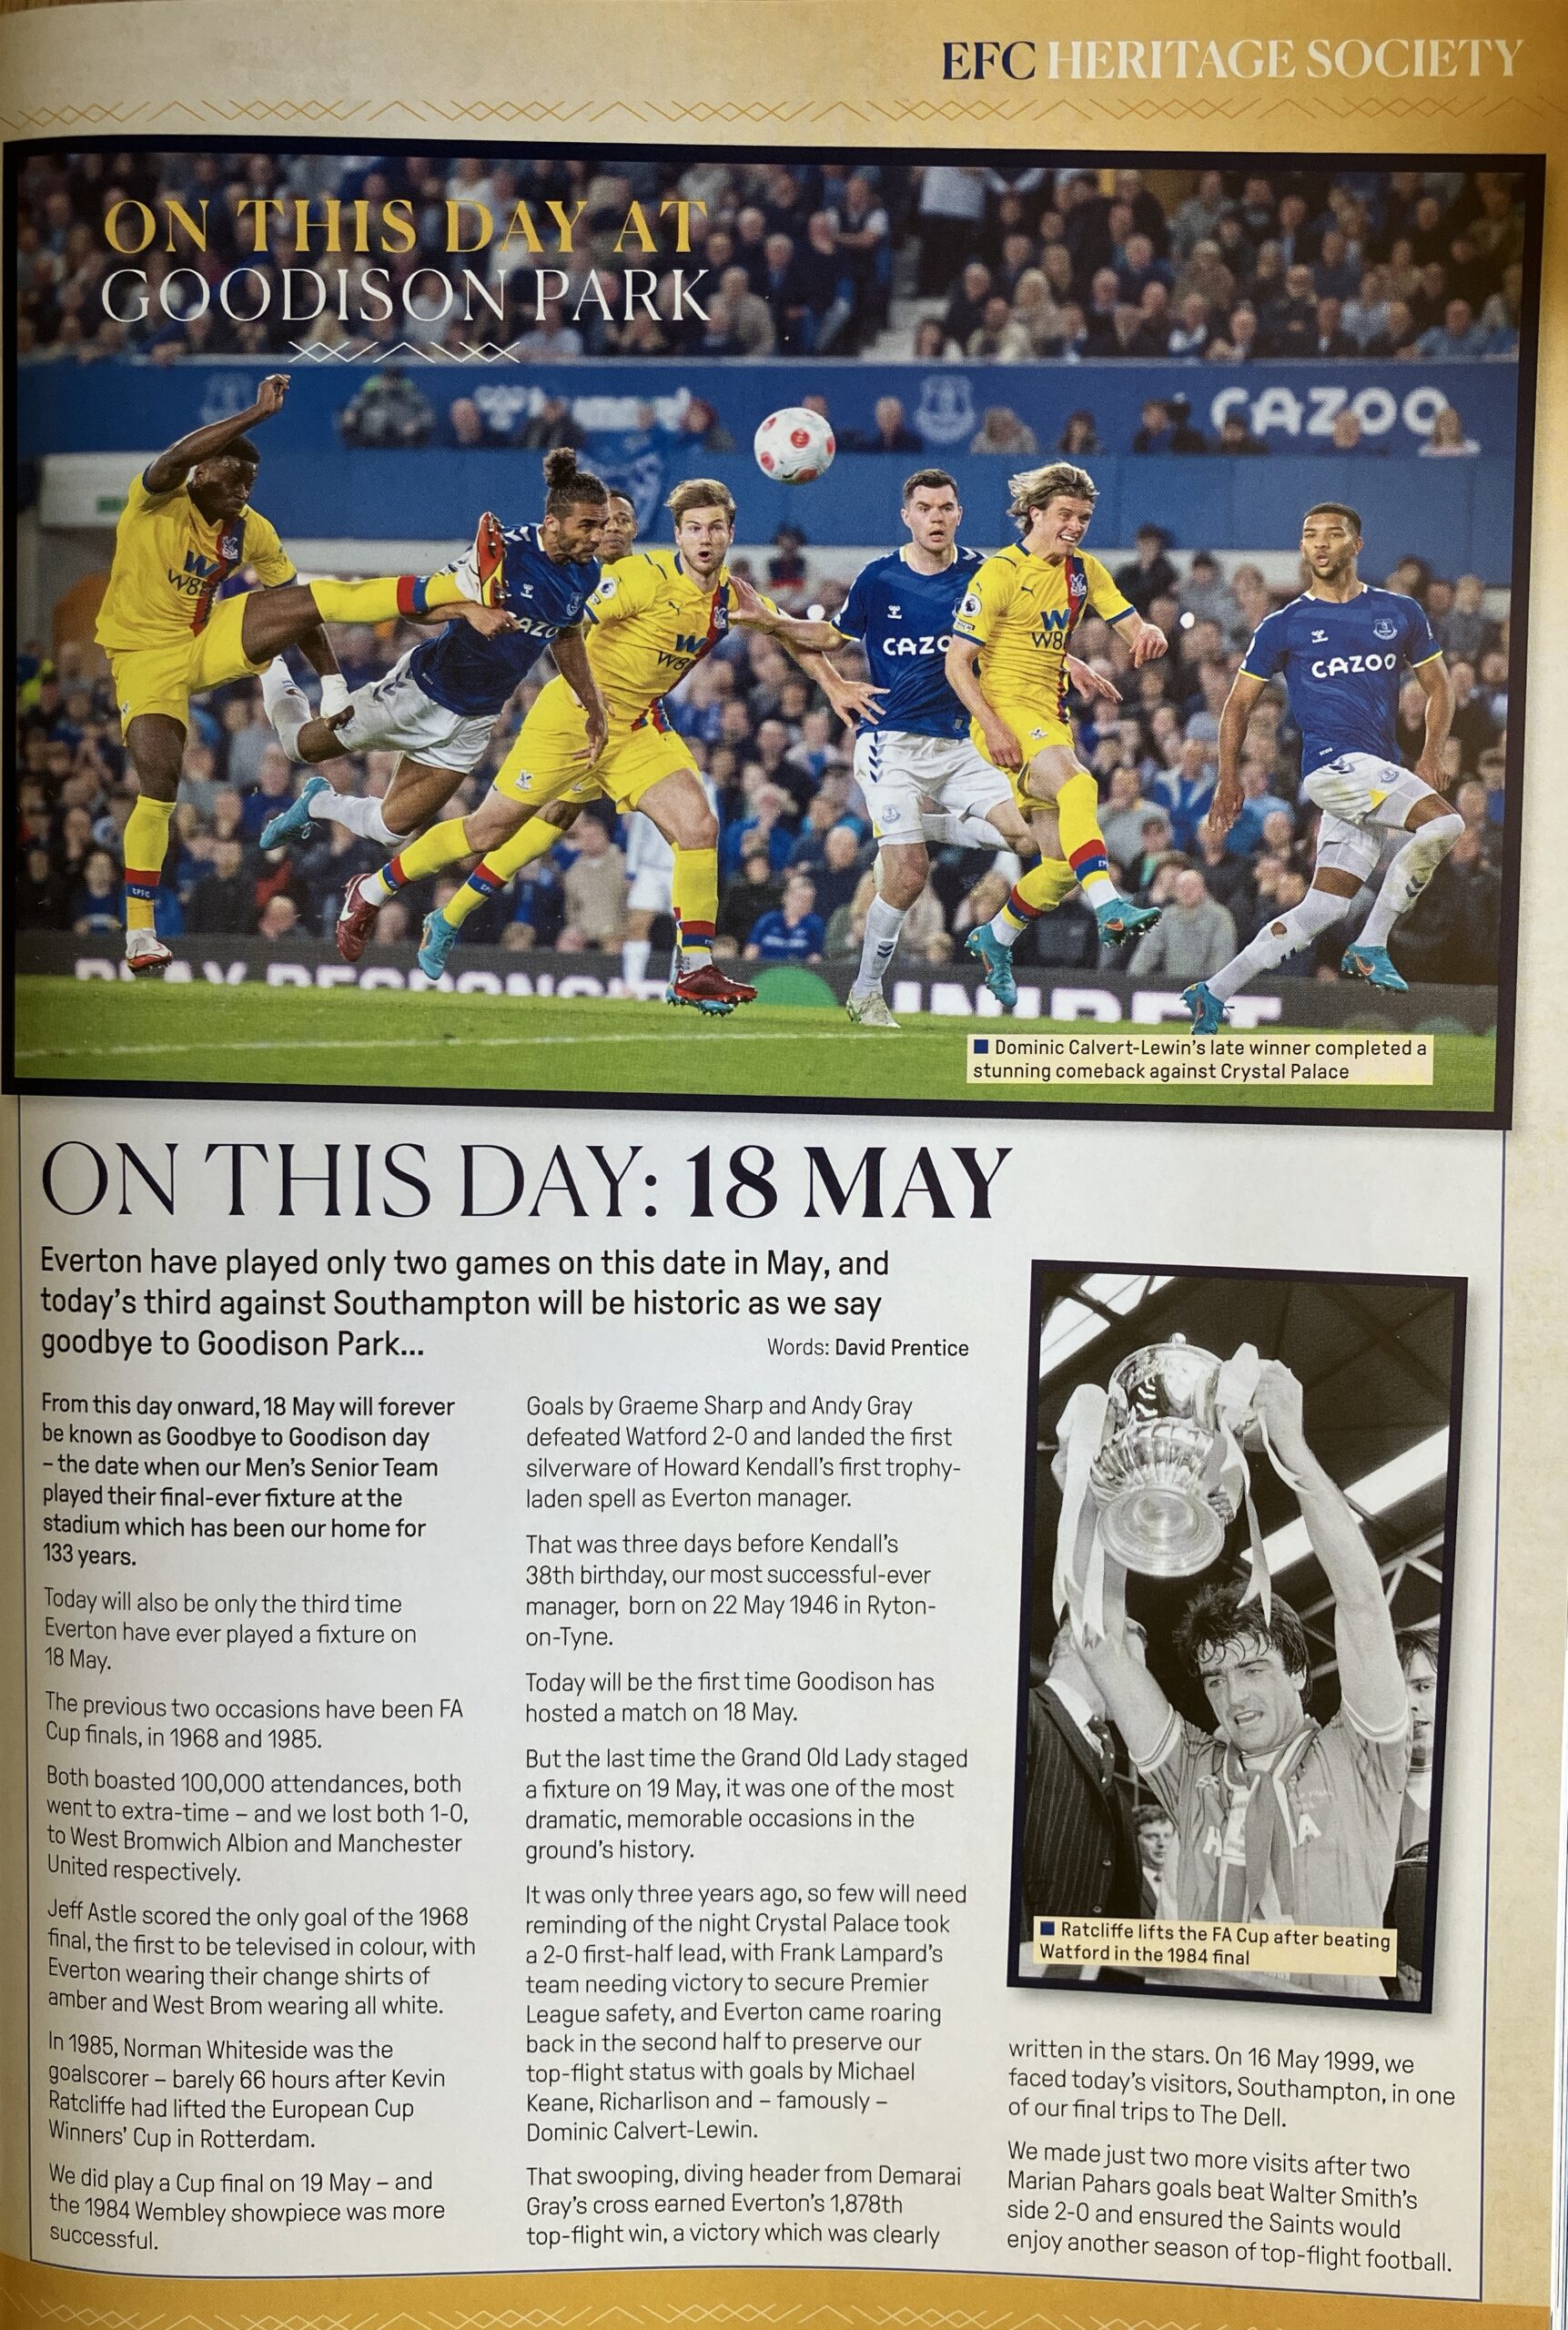 EFC HERITAGE SOCIETY
ON THIS DAY AT
GOODISON PARK
CAZOO
W88
CAZOO
W88
CAZOO
W88
CAZOO
PLAY RESPONSI
UNIBET
■ Dominic Calvert-Lewin's late winner completed a
stunning comeback against Crystal Palace
ON THIS DAY: 18 MAY
Everton have played only two games on this date in May, and
today's third against Southampton will be historic as we say
goodbye to Goodison Park...
Words: David Prentice
From this day onward, 18 May will forever
be known as Goodbye to Goodison day
– the date when our Men's Senior Team
played their final-ever fixture at the
stadium which has been our home for
133 years.
Today will also be only the third time
Everton have ever played a fixture on
18 May.
The previous two occasions have been FA
Cup finals, in 1968 and 1985.
Both boasted 100,000 attendances, both
went to extra-time – and we lost both 1-0,
to West Bromwich Albion and Manchester
United respectively.
Jeff Astle scored the only goal of the 1968
final, the first to be televised in colour, with
Everton wearing their change shirts of
amber and West Brom wearing all white.
In 1985, Norman Whiteside was the
goalscorer – barely 66 hours after Kevin
Ratcliffe had lifted the European Cup
Winners' Cup in Rotterdam.
We did play a Cup final on 19 May – and
the 1984 Wembley showpiece was more
successful.
Goals by Graeme Sharp and Andy Gray
defeated Watford 2-0 and landed the first
silverware of Howard Kendall's first trophy-
laden spell as Everton manager.
That was three days before Kendall's
38th birthday, our most successful-ever
manager, born on 22 May 1946 in Ryton-
on-Tyne.
Today will be the first time Goodison has
hosted a match on 18 May.
But the last time the Grand Old Lady staged
a fixture on 19 May, it was one of the most
dramatic, memorable occasions in the
ground's history.
It was only three years ago, so few will need
reminding of the night Crystal Palace took
a 2-0 first-half lead, with Frank Lampard's
team needing victory to secure Premier
League safety, and Everton came roaring
back in the second half to preserve our
top-flight status with goals by Michael
Keane, Richarlison and – famously –
Dominic Calvert-Lewin.
That swooping, diving header from Demarai
Gray's cross earned Everton's 1,878th
top-flight win, a victory which was clearly
■ Ratcliffe lifts the FA Cup after beating
Watford in the 1984 final
written in the stars. On 16 May 1999, we
faced today's visitors, Southampton, in one
of our final trips to The Dell.
We made just two more visits after two
Marian Pahars goals beat Walter Smith's
side 2-0 and ensured the Saints would
enjoy another season of top-flight football.